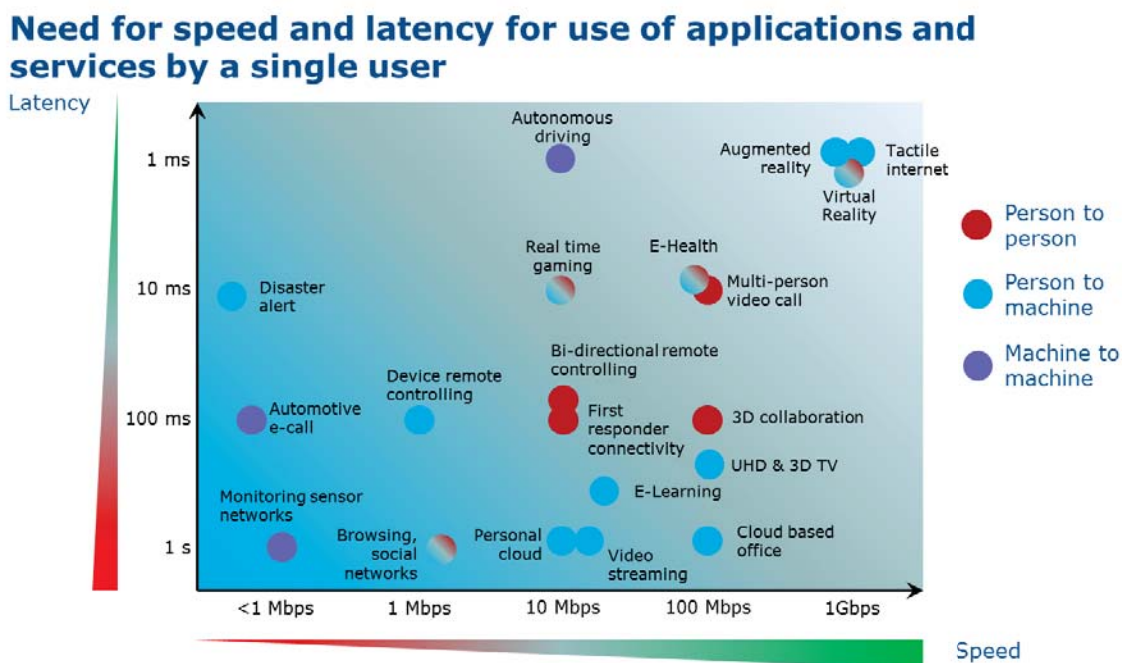 Need for speed and latency for use of applications and
services by a single user
Latency
Autonomous
driving
1 ms
Augmented
reality
Tactile
internet
Virtual
Reality
Person to
person
Real time
gaming
E-Health
10 ms
Disaster
alert
Multi-person
video call
Person to
machine
Bi-directional remote
controlling
Device remote
controlling
Machine to
machine
100 ms
Automotive
e-call
First
responder
connectivity
3D collaboration
UHD & 3D TV
E-Learning
Monitoring sensor
networks
1 s
Browsing,
social
networks
Personal
cloud
Video
streaming
Cloud based
office
<1 Mbps
1 Mbps
10 Mbps
100 Mbps
1Gbps
Speed